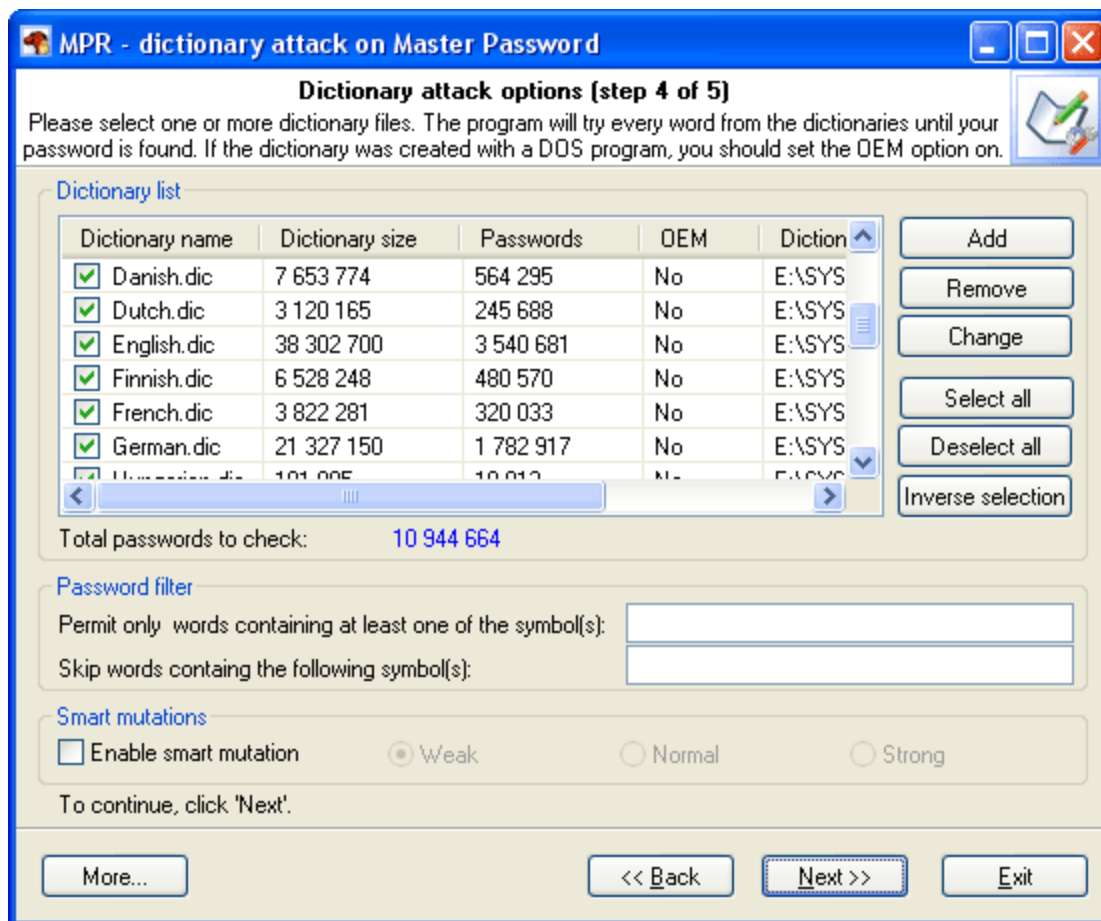 MPR - dictionary attack on Master Password
Dictionary attack options (step 4 of 5)
Please select one or more dictionary files. The program will try every word from the dictionaries until your
password is found. If the dictionary was created with a DOS program, you should set the OEM option on.
Dictionary list
Dictionary name Dictionary size Passwords OEM Diction
Danish.dic 7 653 774 564 295 No E:\SYS
Dutch.dic 3 120 165 245 688 No E:\SYS
English.dic 38 302 700 3 540 681 No E:\SYS
Finnish.dic 6 528 248 480 570 No E:\SYS
French.dic 3 822 281 320 033 No E:\SYS
German.dic 21 327 150 1 782 917 No E:\SYS
Add
Remove
Change
Select all
Deselect all
Inverse selection
Total passwords to check: 10 944 664
Password filter
Permit only words containing at least one of the symbol(s):
Skip words containg the following symbol(s):
Smart mutations
Enable smart mutation Weak Normal Strong
To continue, click 'Next'.
More... << Back Next >> Exit